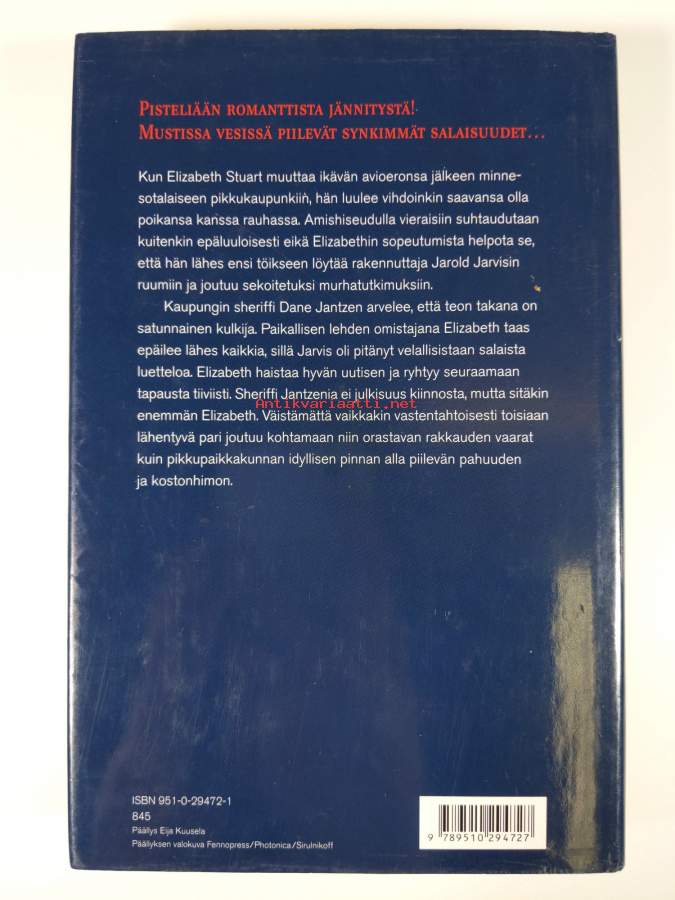 PISTELIÄÄN ROMANTTISTA JÄNNITYSTÄ!
MUSTISSA VESISSÄ PIILEVÄT SYNKIMMÄT SALAISUUDET...
Kun Elizabeth Stuart muuttaa ikävän avioeronsa jälkeen minne-
sotalaiseen pikkukaupunkiin, hän luulee vihdoinkin saavansa olla
poikansa kanssa rauhassa. Amishiseudulla vieraisiin suhtaudutaan
kuitenkin epäluuloisesti eikä Elizabethin sopeutumista helpota se,
että hän lähes ensi töikseen löytää rakennuttaja Jarold Jarvisin
ruumiin ja joutuu sekoitetuksi murhatutkimuksiin.
Kaupungin sheriffi Dane Jantzen arvelee, että teon takana on
satunnainen kulkija. Paikallisen lehden omistajana Elizabeth taas
epäilee lähes kaikkia, sillä Jarvis oli pitänyt velallisistaan salaista
luetteloa. Elizabeth haistaa hyvän uutisen ja ryhtyy seuraamaan
tapausta tiiviisti. Sheriffi Jantzenia ei julkisuus kiinnosta, mutta sitäkin
Antikvariaatti.net
enemmän Elizabeth. Väistämättä vaikkakin vastentahtoisesti toisiaan
lähentyvä pari joutuu kohtamaan niin orastavan rakkauden vaarat
kuin pikkupaikkakunnan idyllisen pinnan alla piilevän pahuuden
ja kostonhimon.
ISBN 951-0-29472-1
845
Päällys Eija Kuusela
Päällyksen valokuva Fennopress/Photonica/Sirulnikoff
9 789510 294727